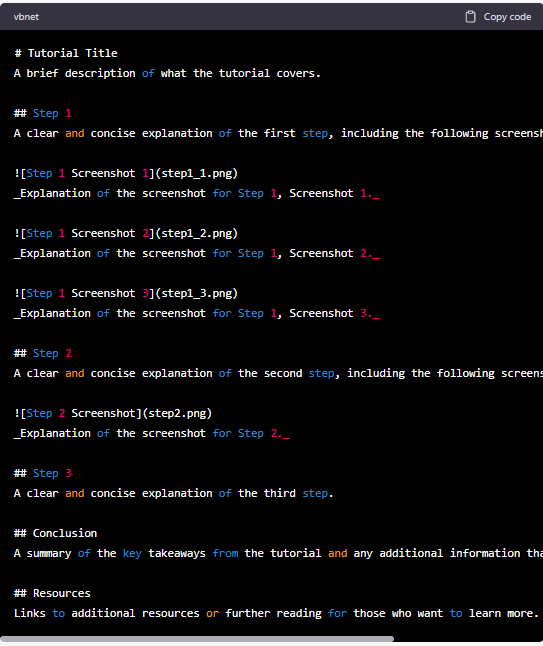 vbnet
Copy code
# Tutorial Title
A brief description of what the tutorial covers.
## Step 1
A clear and concise explanation of the first step, including the following screensh
![Step 1 Screenshot 1](step1_1.png)
_Explanation of the screenshot for Step 1, Screenshot 1._
![Step 1 Screenshot 2](step1_2.png)
_Explanation of the screenshot for Step 1, Screenshot 2._
![Step 1 Screenshot 3](step1_3.png)
_Explanation of the screenshot for Step 1, Screenshot 3._
## Step 2
A clear and concise explanation of the second step, including the following screens
![Step 2 Screenshot](step2.png)
_Explanation of the screenshot for Step 2._
## Step 3
A clear and concise explanation of the third step.
## Conclusion
A summary of the key takeaways from the tutorial and any additional information tha
## Resources
Links to additional resources or further reading for those who want to learn more.